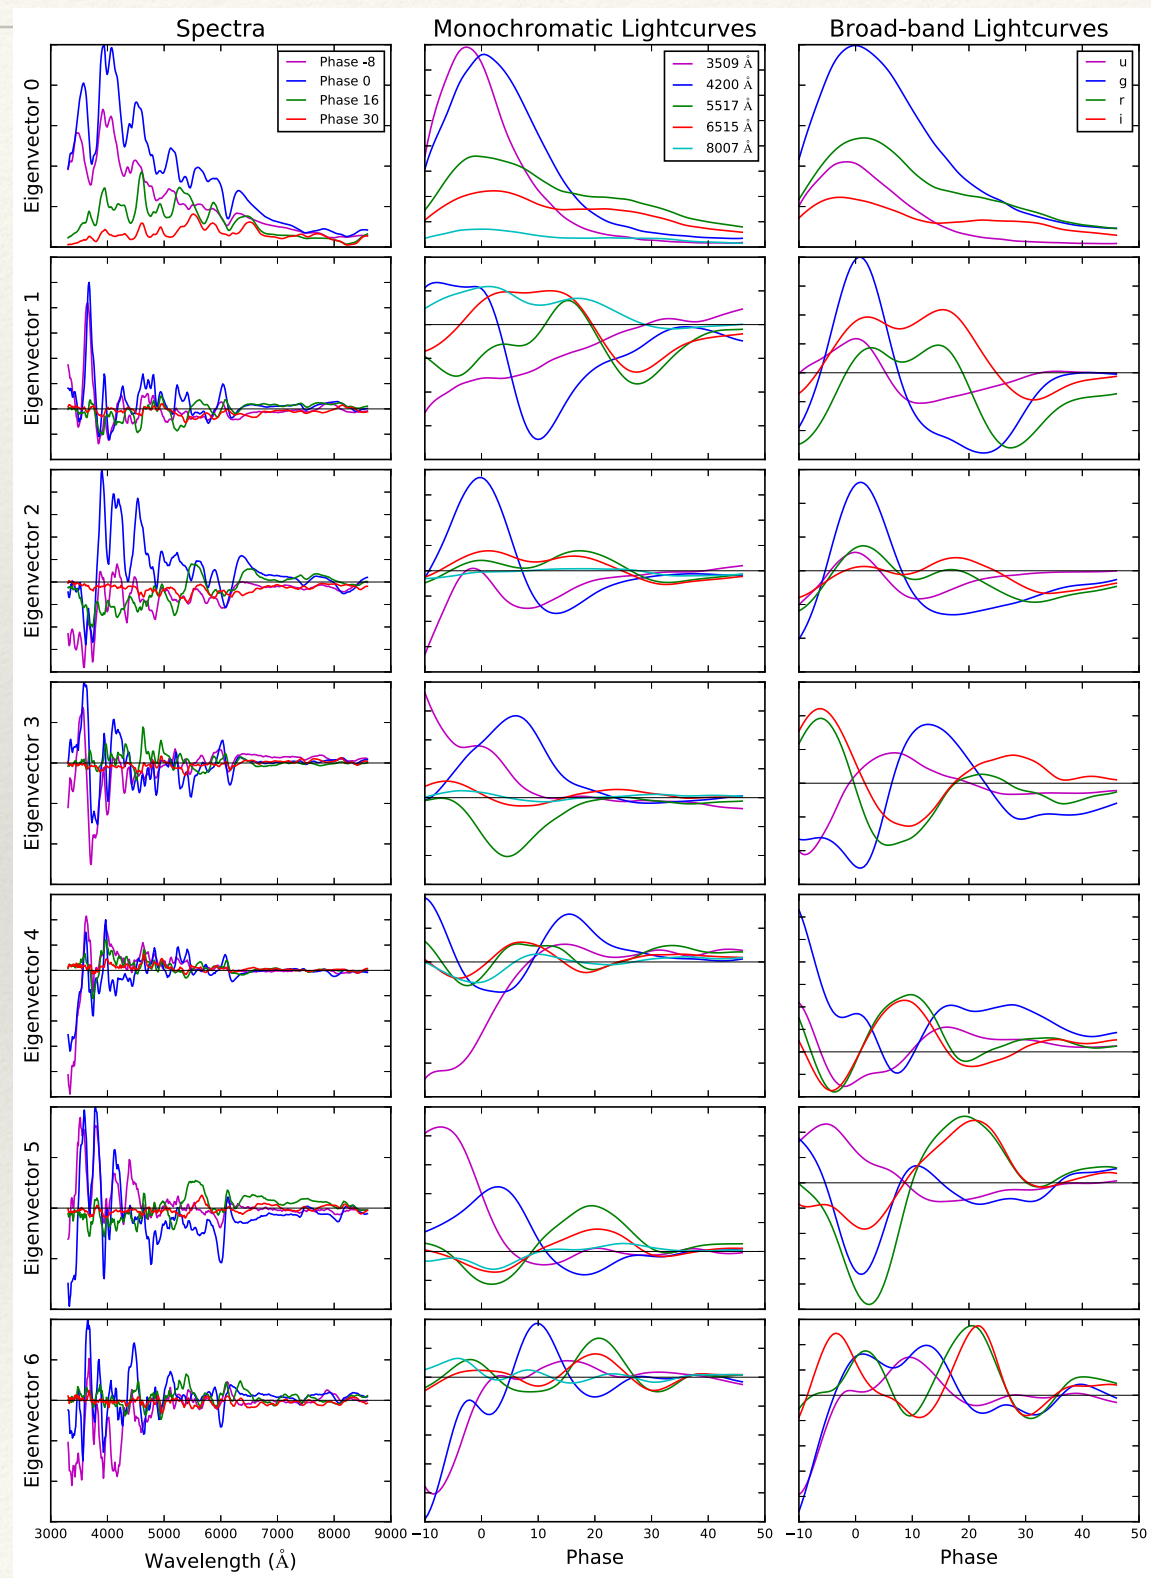 Spectra
Monochromatic Lightcurves
Broad-band Lightcurves
Eigenvector 0
Phase -8
Phase 0
Phase 16
Phase 30
3509 Å
4200 Å
5517 Å
6515 Å
8007 Å
u
g
r
i
Eigenvector 1
Eigenvector 2
Eigenvector 3
Eigenvector 4
Eigenvector 5
Eigenvector 6
3000 4000 5000 6000 7000 8000 9000
−10 0 10 20 30 40 50
−10 0 10 20 30 40 50
Wavelength (Å)
Phase
Phase